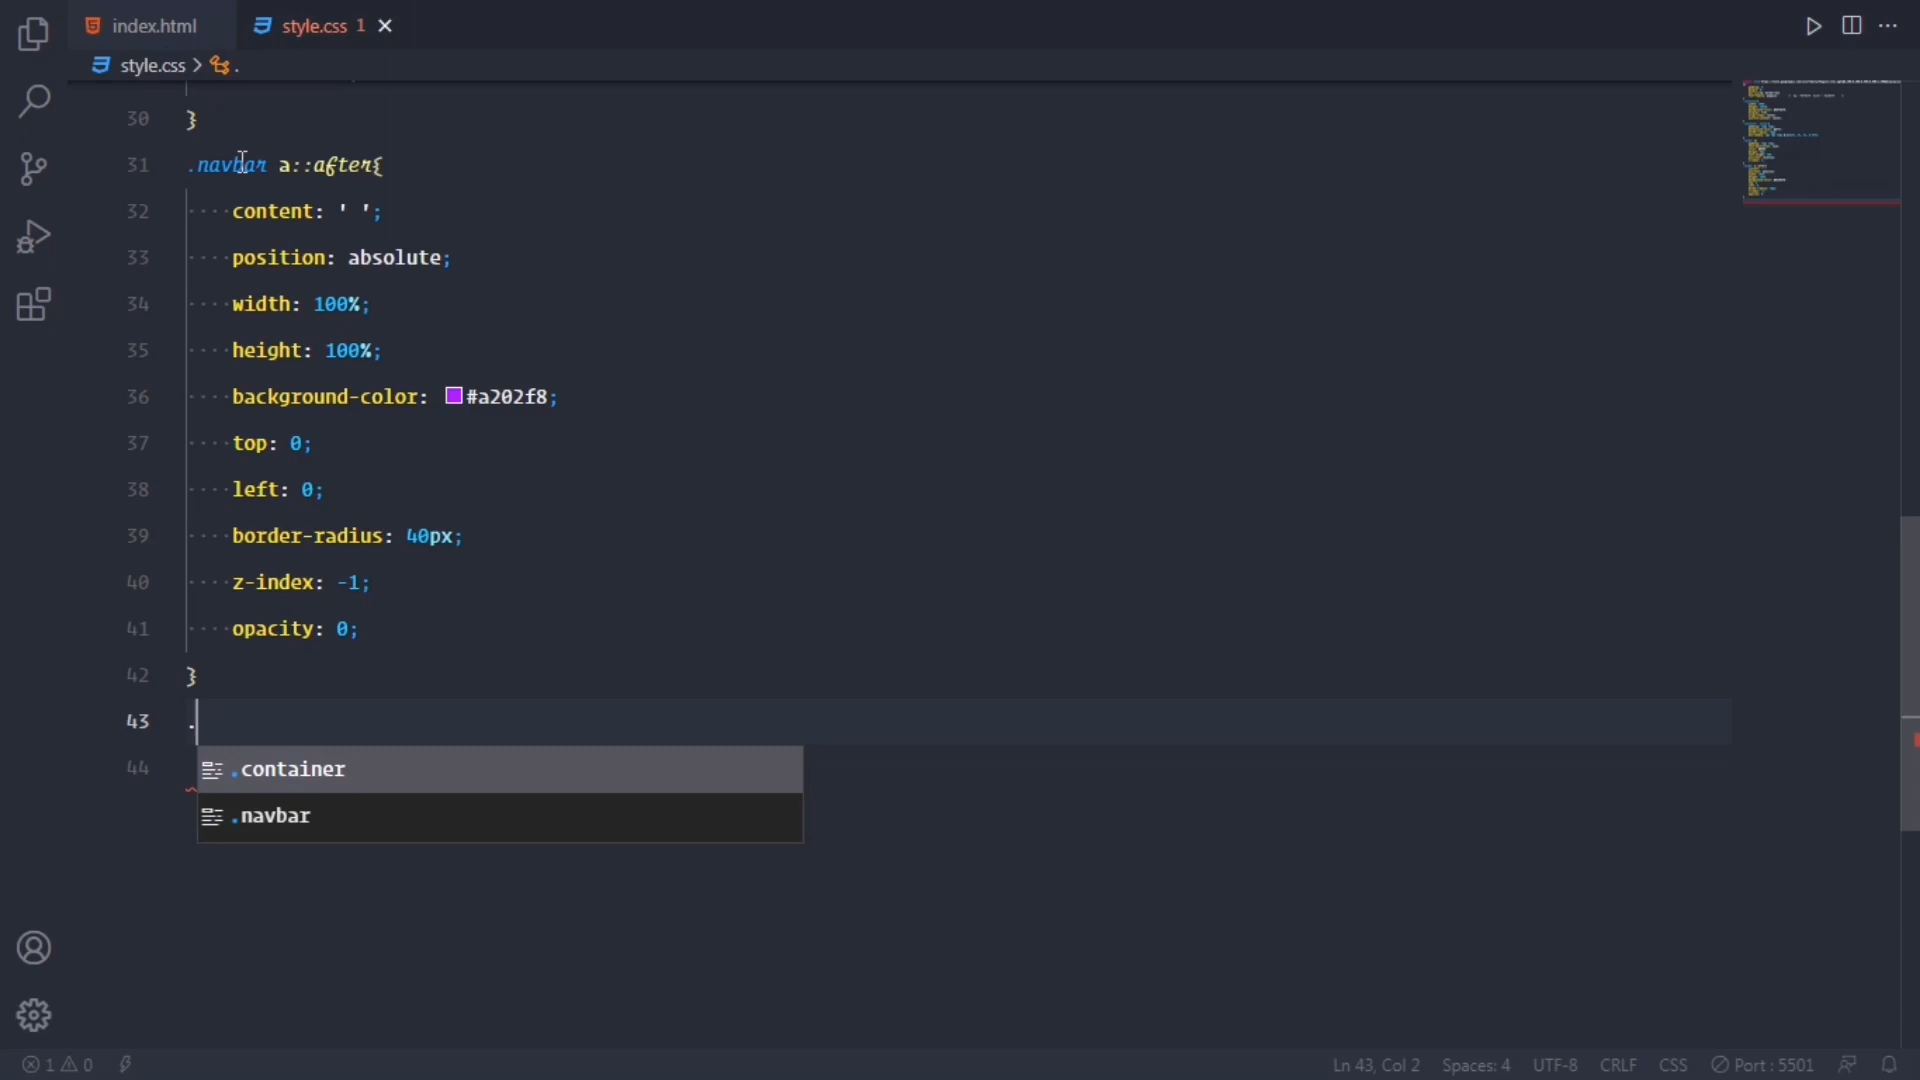 index.html style.css 1
style.css > .
30 }
31 .navbar a::after{
32 content: ' ';
33 position: absolute;
34 width: 100%;
35 height: 100%;
36 background-color: #a202f8;
37 top: 0;
38 left: 0;
39 border-radius: 40px;
40 z-index: -1;
41 opacity: 0;
42 }
43 .
.container
44
.navbar
1 0 Ln 43, Col 2 Spaces: 4 UTF-8 CRLF CSS Port : 5501